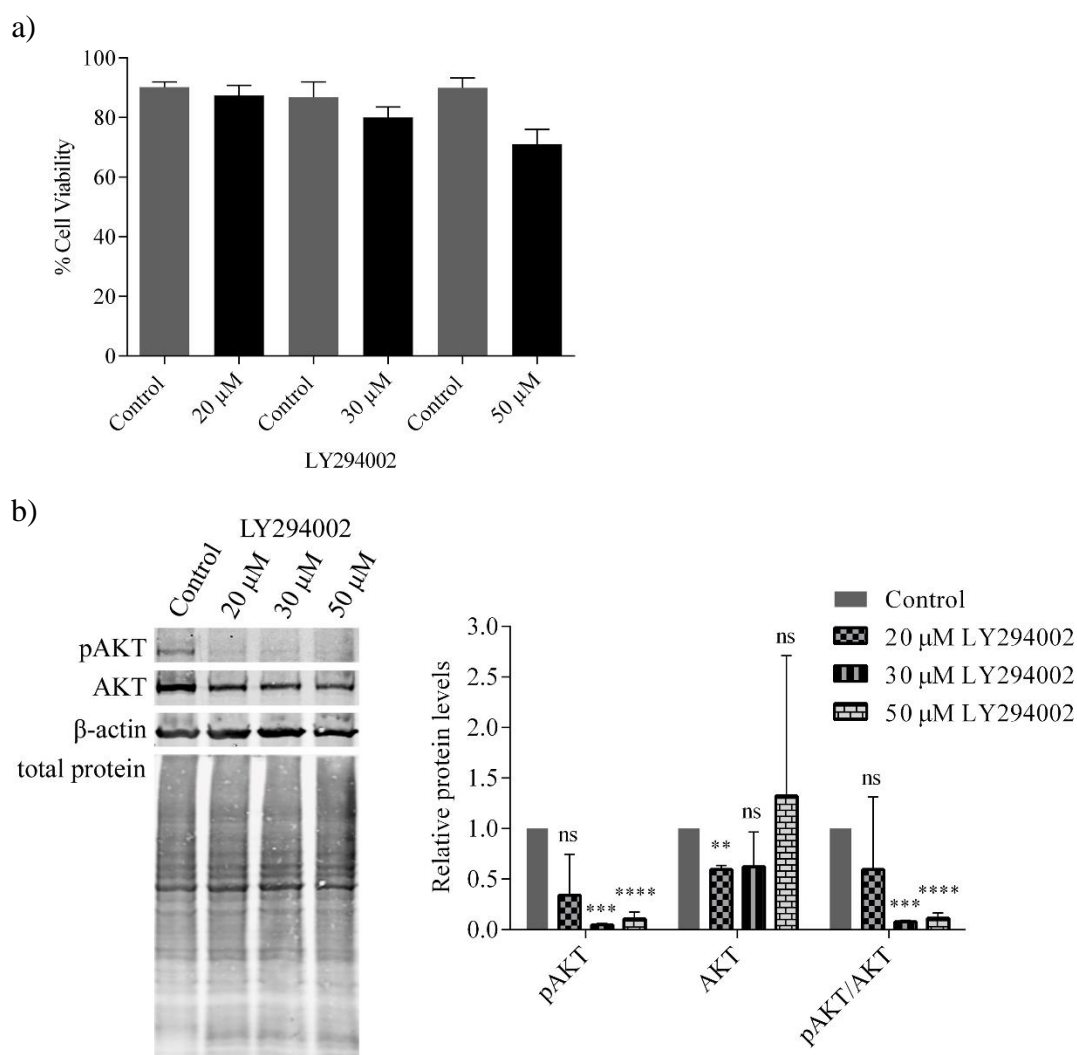 a)
100
80
60
40
20
0
% Cell Viability
Control
20 μM
Control
30 μM
Control
50 μM
LY294002
b)
LY294002
Control
20 μM
30 μM
50 μM
pAKT
AKT
β-actin
total protein
Control
20 μM LY294002
30 μM LY294002
50 μM LY294002
Relative protein levels
3.0
2.5
2.0
1.5
1.0
0.5
0.0
ns
***
****
**
ns
ns
ns
***
****
pAKT
AKT
pAKT/AKT